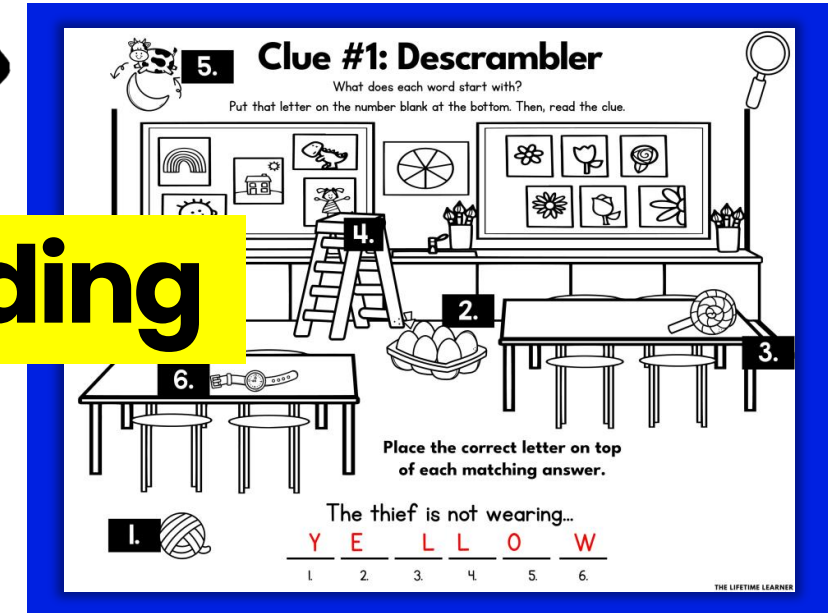 5.
Clue #1: Descrambler
What does each word start with?
Put that letter on the number blank at the bottom. Then, read the clue.
4.
ding
2.
3.
6.
Place the correct letter on top
of each matching answer.
1.
The thief is not wearing...
Y E L L O W
1. 2. 3. 4. 5. 6.
THE LIFETIME LEARNER